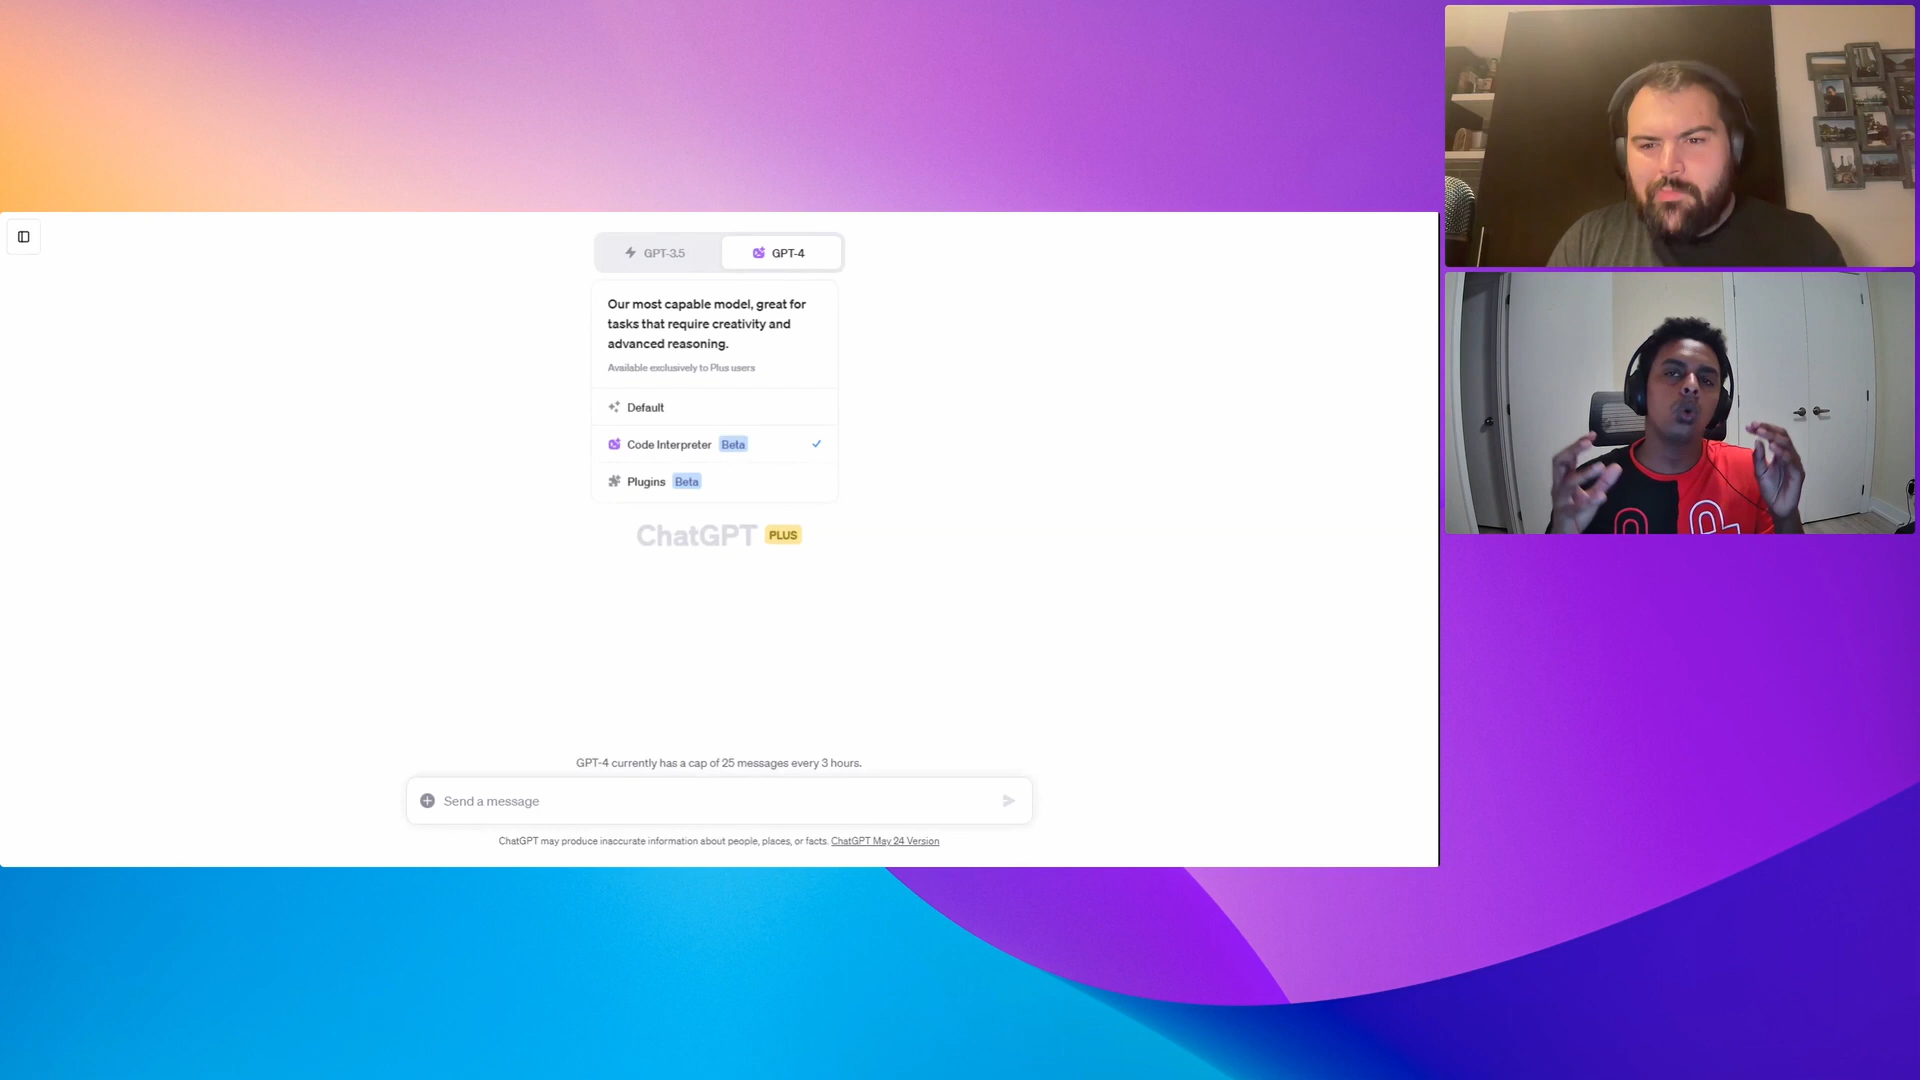 GPT-3.5
GPT-4
Our most capable model, great for
tasks that require creativity and
advanced reasoning.
Available exclusively to Plus users
Default
Code Interpreter Beta
Plugins Beta
ChatGPT PLUS
GPT-4 currently has a cap of 25 messages every 3 hours.
Send a message
ChatGPT may produce inaccurate information about people, places, or facts. ChatGPT May 24 Version